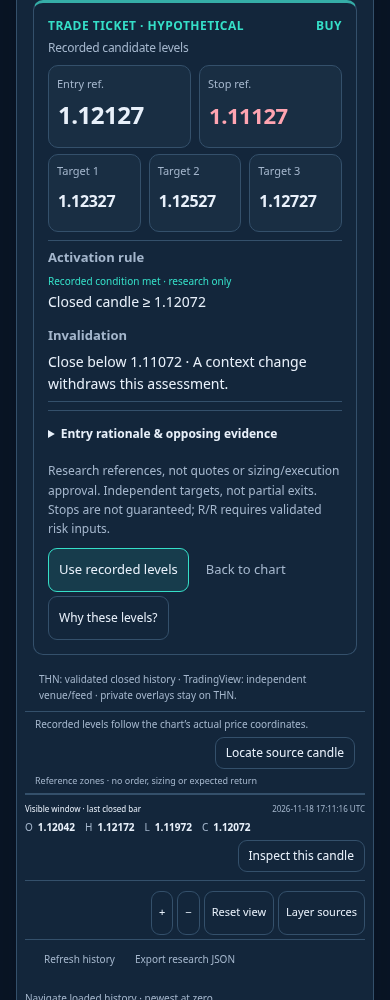 TRADE TICKET · HYPOTHETICAL BUY
Recorded candidate levels
Entry ref. Stop ref.
1.12127 1.11127
Target 1 Target 2 Target 3
1.12327 1.12527 1.12727
Activation rule
Recorded condition met · research only
Closed candle ≥ 1.12072
Invalidation
Close below 1.11072 · A context change
withdraws this assessment.
Entry rationale & opposing evidence
Research references, not quotes or sizing/execution
approval. Independent targets, not partial exits.
Stops are not guaranteed; R/R requires validated
risk inputs.
Use recorded levels Back to chart
Why these levels?
THN: validated closed history · TradingView: independent
venue/feed · private overlays stay on THN.
Recorded levels follow the chart's actual price coordinates.
Locate source candle
Reference zones · no order, sizing or expected return
Visible window · last closed bar 2026-11-18 17:11:16 UTC
O 1.12042 H 1.12172 L 1.11972 C 1.12072
Inspect this candle
+ − Reset view Layer sources
Refresh history Export research JSON
Navigate loaded history · newest at zero